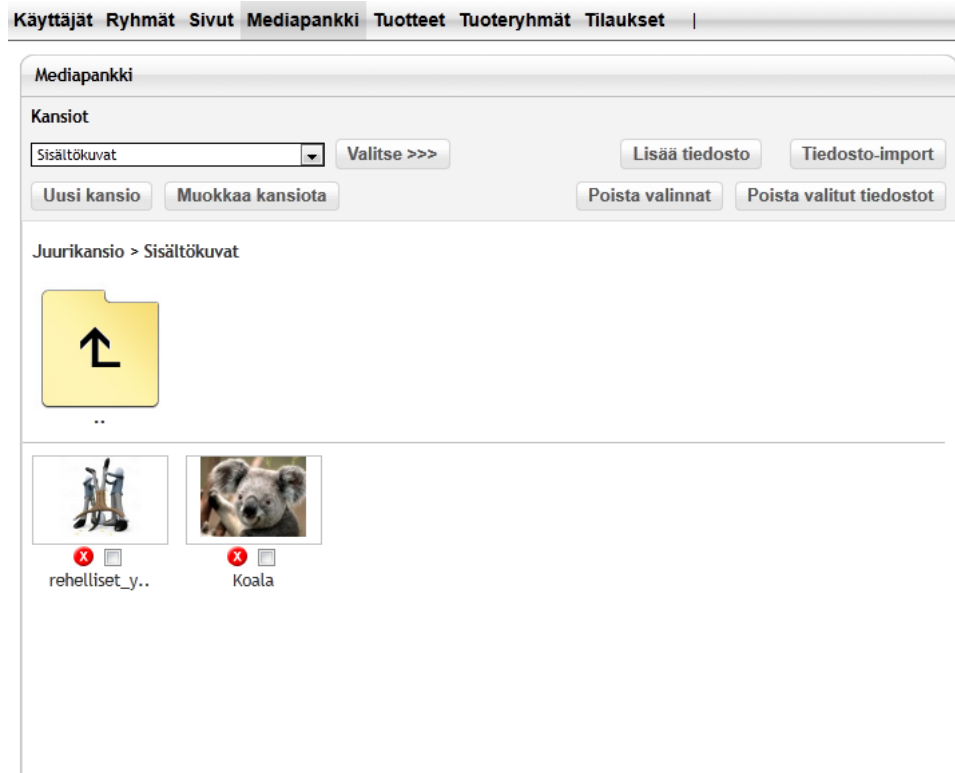 Käyttäjät Ryhmät Sivut Mediapankki Tuotteet Tuoteryhmät Tilaukset |
Mediapankki
Kansiot
Sisältökuvat Valitse >>> Lisää tiedosto Tiedosto-import
Uusi kansio Muokkaa kansiota Poista valinnat Poista valitut tiedostot
Juurikansio > Sisältökuvat
..
X X
rehelliset_y.. Koala